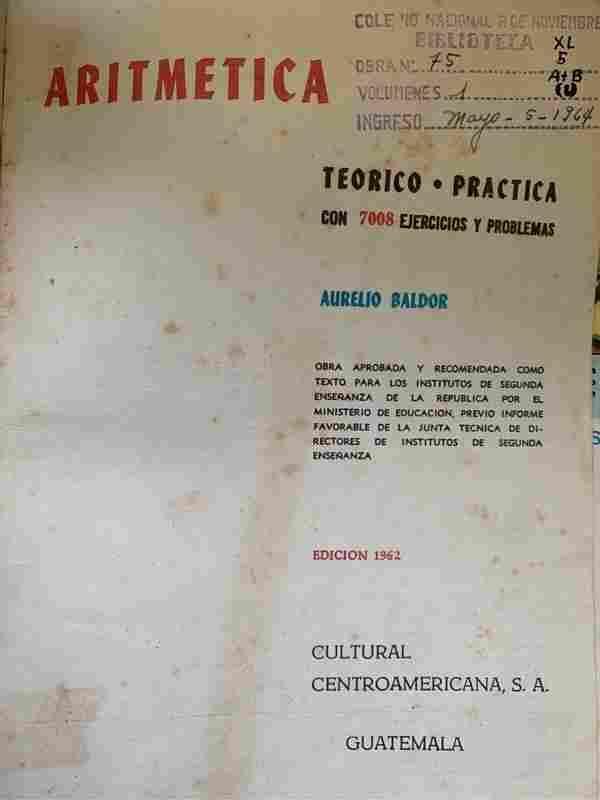 COLEGIO NACIONAL 8 DE NOVIEMBRE
BIBLIOTECA
XL
5
A+B
(1)
OBRA Nº 75
VOLUMENES 1
INGRESO Mayo - 5 - 1964
ARITMETICA
TEORICO • PRACTICA
CON 7008 EJERCICIOS Y PROBLEMAS
AURELIO BALDOR
OBRA APROBADA Y RECOMENDADA COMO
TEXTO PARA LOS INSTITUTOS DE SEGUNDA
ENSEÑANZA DE LA REPUBLICA POR EL
MINISTERIO DE EDUCACION, PREVIO INFORME
FAVORABLE DE LA JUNTA TECNICA DE DI-
RECTORES DE INSTITUTOS DE SEGUNDA
ENSEÑANZA
EDICION 1962
CULTURAL
CENTROAMERICANA, S. A.
GUATEMALA